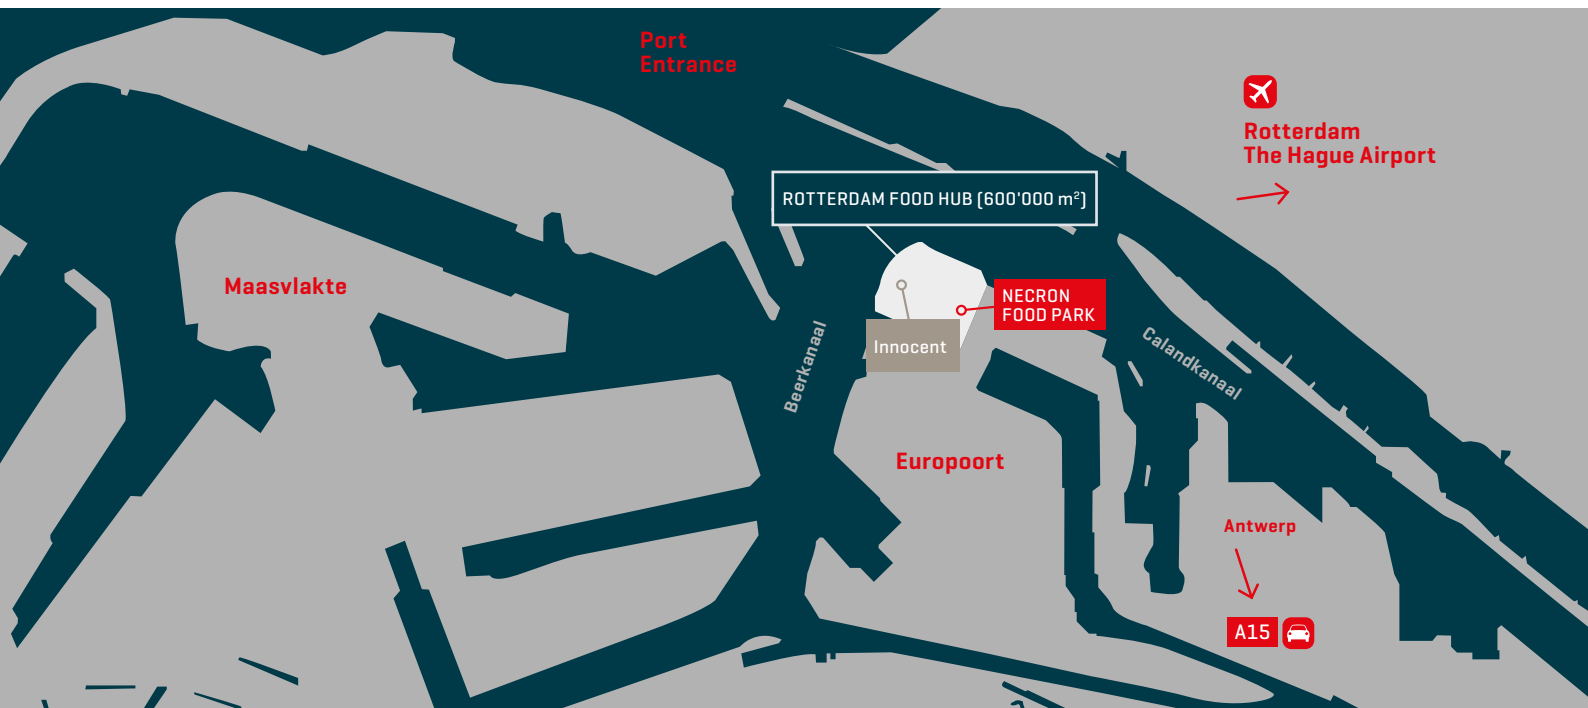 Port
Entrance
Rotterdam
The Hague Airport
ROTTERDAM FOOD HUB [600'000 m²]
Maasvlakte
NECRON
FOOD PARK
Innocent
Beerkanaal
Calandkanaal
Europoort
Antwerp
A15